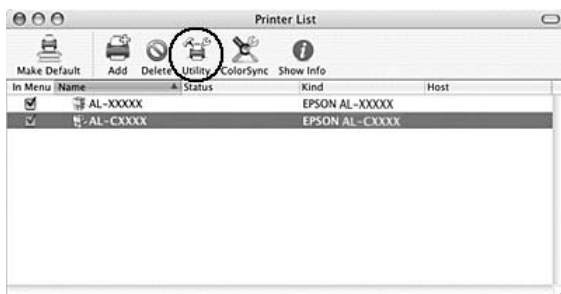 Printer List
Make Default Add Delete Utility ColorSync Show Info
In Menu Name Status Kind Host
AL-XXXXX EPSON AL-XXXXX
AL-CXXXX EPSON AL-CXXXX